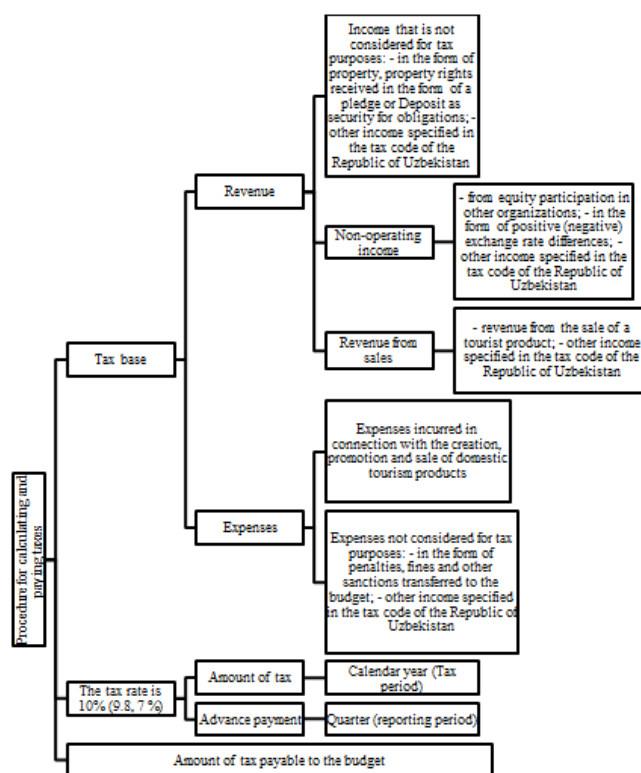 Income that is not
considered for tax
purposes: - in the form of
property, property rights
received in the form of a
pledge or Deposit as
security for obligations; -
other income specified in
the tax code of the
Republic of Uzbekistan
Revenue
- from equity participation in
other organizations; - in the
form of positive (negative)
exchange rate differences; -
other income specified in the
tax code of the Republic of
Uzbekistan
Non-operating
income
- revenue from the sale of a
tourist product; - other income
specified in the tax code of the
Republic of Uzbekistan
Revenue from
sales
Tax base
Expenses incurred in
connection with the creation,
promotion and sale of domestic
tourism products
Expenses
Expenses not considered for tax
purposes: - in the form of
penalties, fines and other
sanctions transferred to the
budget; - other income specified
in the tax code of the Republic of
Uzbekistan
Procedure for calculating and
paying taxes
The tax rate is
10% (9.8, 7 %)
Amount of tax
Calendar year (Tax
period)
Advance payment
Quarter (reporting period)
Amount of tax payable to the budget